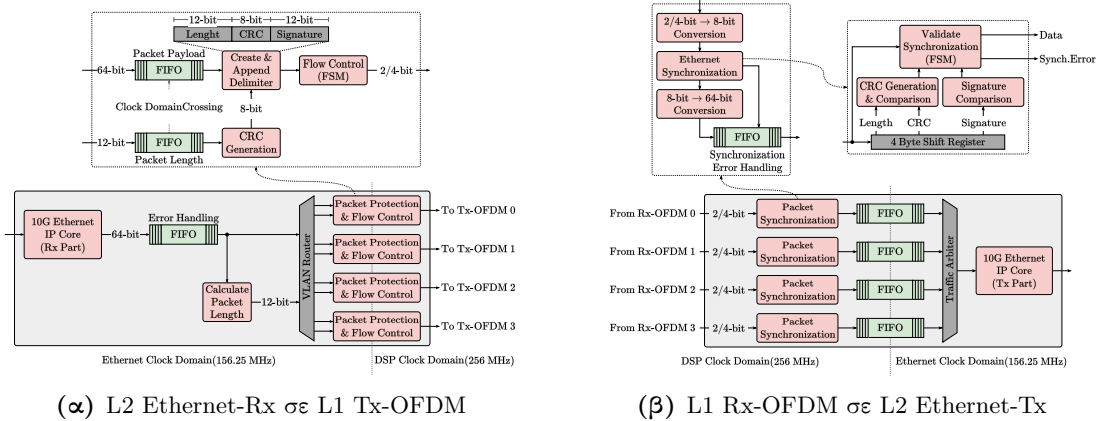 12-bit 8-bit 12-bit
Lenght CRC Signature
Packet Payload
64-bit FIFO
Create &
Append
Delimiter
Flow Control
(FSM)
2/4-bit
Clock DomainCrossing
8-bit
12-bit FIFO
Packet Length
CRC
Generation
10G Ethernet
IP Core
(Rx Part)
64-bit
Error Handling
FIFO
Calculate
Packet
Length
12-bit
VLAN Router
Packet Protection
& Flow Control
To Tx-OFDM 0
Packet Protection
& Flow Control
To Tx-OFDM 1
Packet Protection
& Flow Control
To Tx-OFDM 2
Packet Protection
& Flow Control
To Tx-OFDM 3
Ethernet Clock Domain(156.25 MHz)
DSP Clock Domain(256 MHz)
(α) L2 Ethernet-Rx σε L1 Tx-OFDM
2/4-bit → 8-bit
Conversion
Ethernet
Synchronization
8-bit → 64-bit
Conversion
FIFO
Synchronization
Error Handling
Validate
Synchronization
(FSM)
Data
Synch.Error
CRC Generation
& Comparison
Signature
Comparison
Length CRC Signature
4 Byte Shift Register
From Rx-OFDM 0 2/4-bit
Packet
Synchronization
FIFO
From Rx-OFDM 1 2/4-bit
Packet
Synchronization
FIFO
From Rx-OFDM 2 2/4-bit
Packet
Synchronization
FIFO
From Rx-OFDM 3 2/4-bit
Packet
Synchronization
FIFO
Traffic Arbiter
10G Ethernet
IP Core
(Tx Part)
DSP Clock Domain(256 MHz)
Ethernet Clock Domain(156.25 MHz)
(β) L1 Rx-OFDM σε L2 Ethernet-Tx